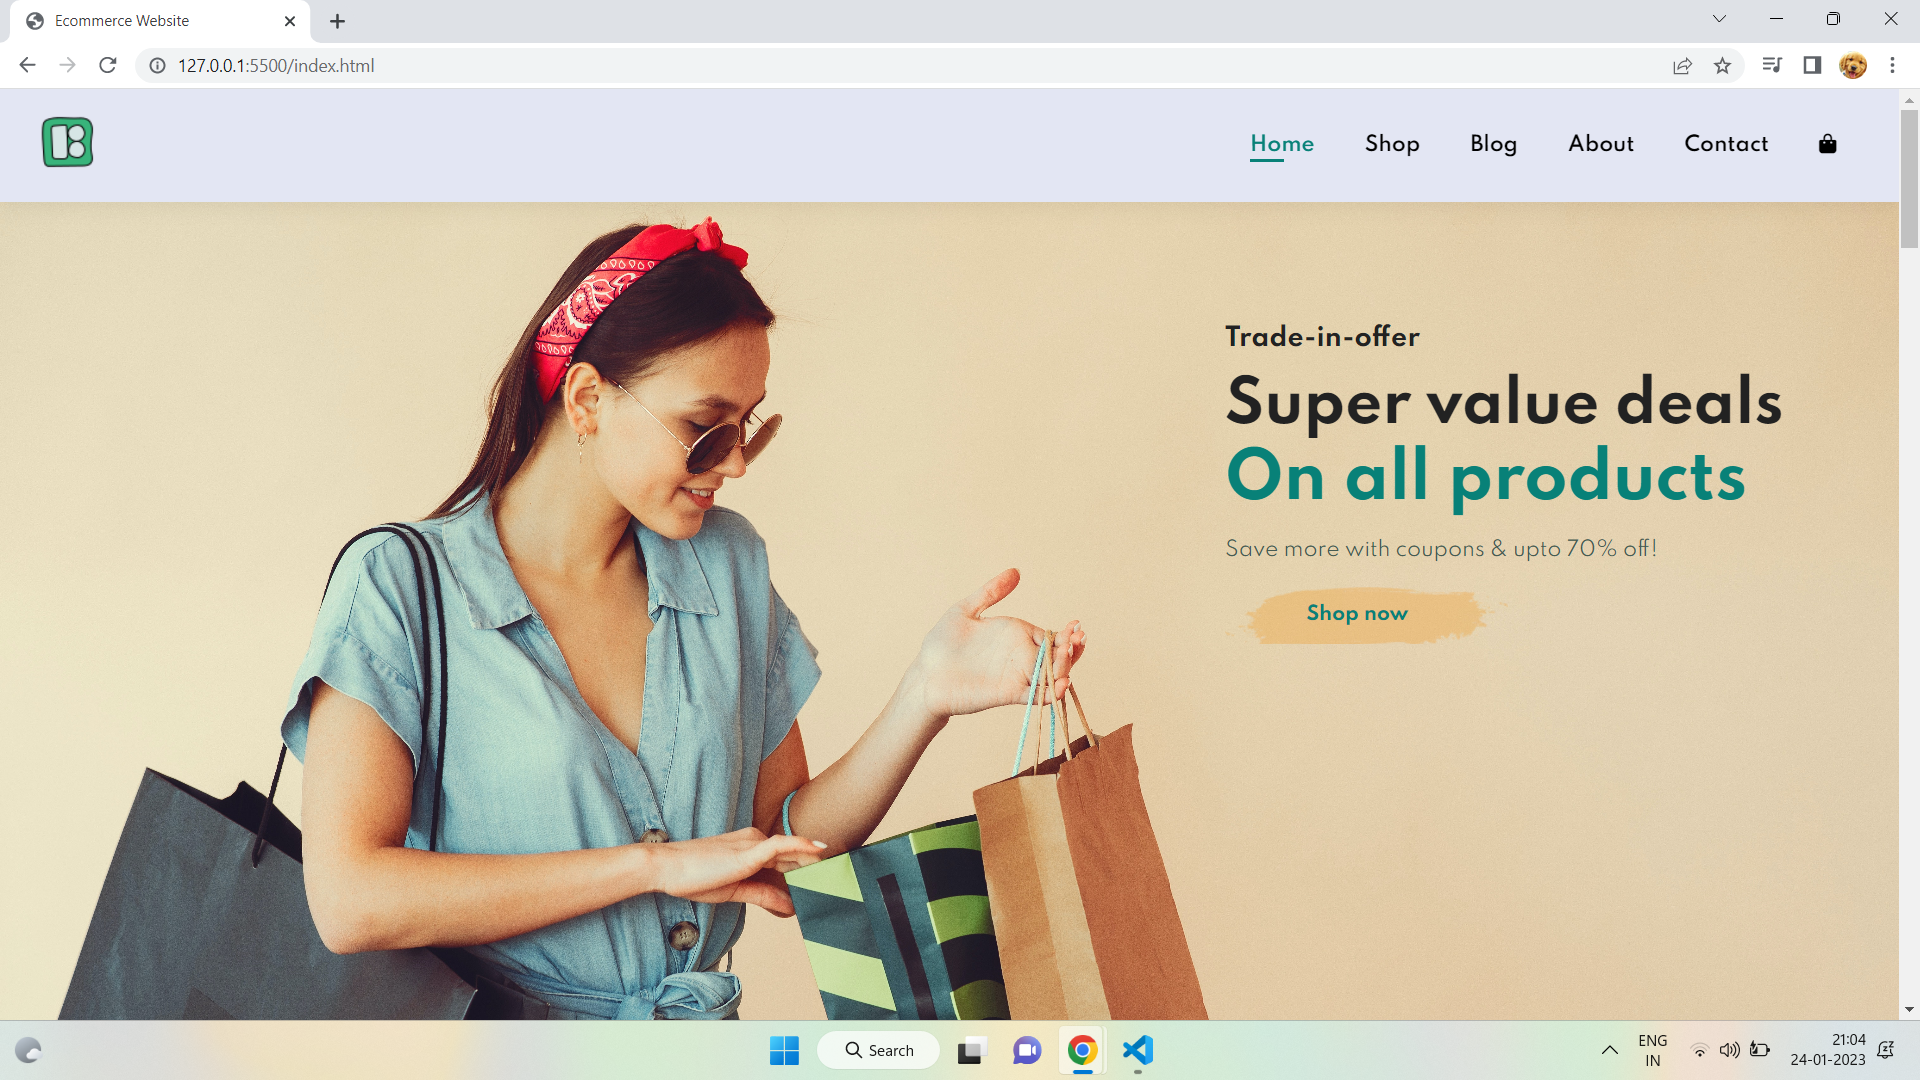 Ecommerce Website
127.0.0.1:5500/index.html
Home Shop Blog About Contact
Trade-in-offer
Super value deals
On all products
Save more with coupons & upto 70% off!
Shop now
Search
ENG
IN
21:04
24-01-2023